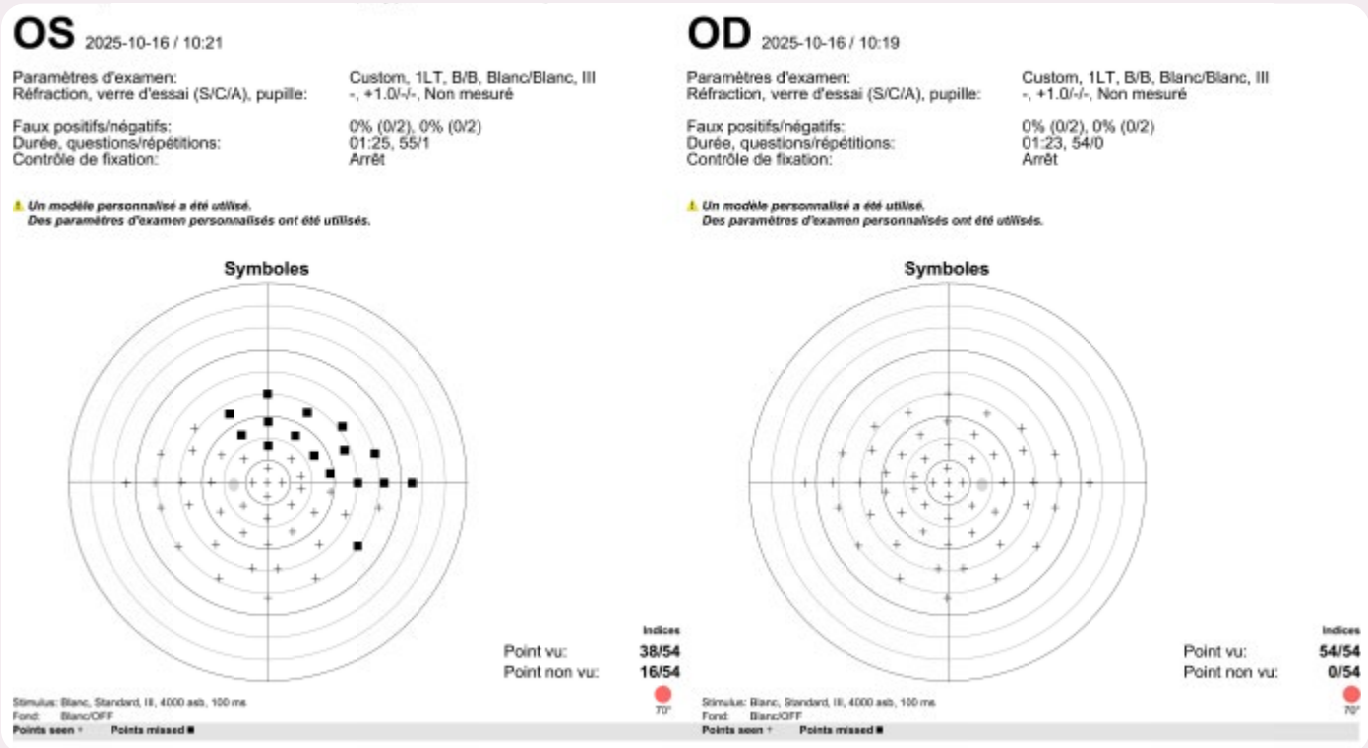 OS 2025-10-16 / 10:21
Paramètres d'examen: Custom, 1LT, B/B, Blanc/Blanc, III
Réfraction, verre d'essai (S/C/A), pupille: -, +1.0/-/-, Non mesuré
Faux positifs/négatifs: 0% (0/2), 0% (0/2)
Durée, questions/répétitions: 01:25, 55/1
Contrôle de fixation: Arrêt
Un modèle personnalisé a été utilisé.
Des paramètres d'examen personnalisés ont été utilisés.
Symboles
Indices
Point vu: 38/54
Point non vu: 16/54
70°
Stimulus: Blanc, Standard, III, 4000 asb, 100 ms
Fond: Blanc/OFF
Points seen + Points missed ■
OD 2025-10-16 / 10:19
Paramètres d'examen: Custom, 1LT, B/B, Blanc/Blanc, III
Réfraction, verre d'essai (S/C/A), pupille: -, +1.0/-/-, Non mesuré
Faux positifs/négatifs: 0% (0/2), 0% (0/2)
Durée, questions/répétitions: 01:23, 54/0
Contrôle de fixation: Arrêt
Un modèle personnalisé a été utilisé.
Des paramètres d'examen personnalisés ont été utilisés.
Symboles
Indices
Point vu: 54/54
Point non vu: 0/54
70°
Stimulus: Blanc, Standard, III, 4000 asb, 100 ms
Fond: Blanc/OFF
Points seen + Points missed ■